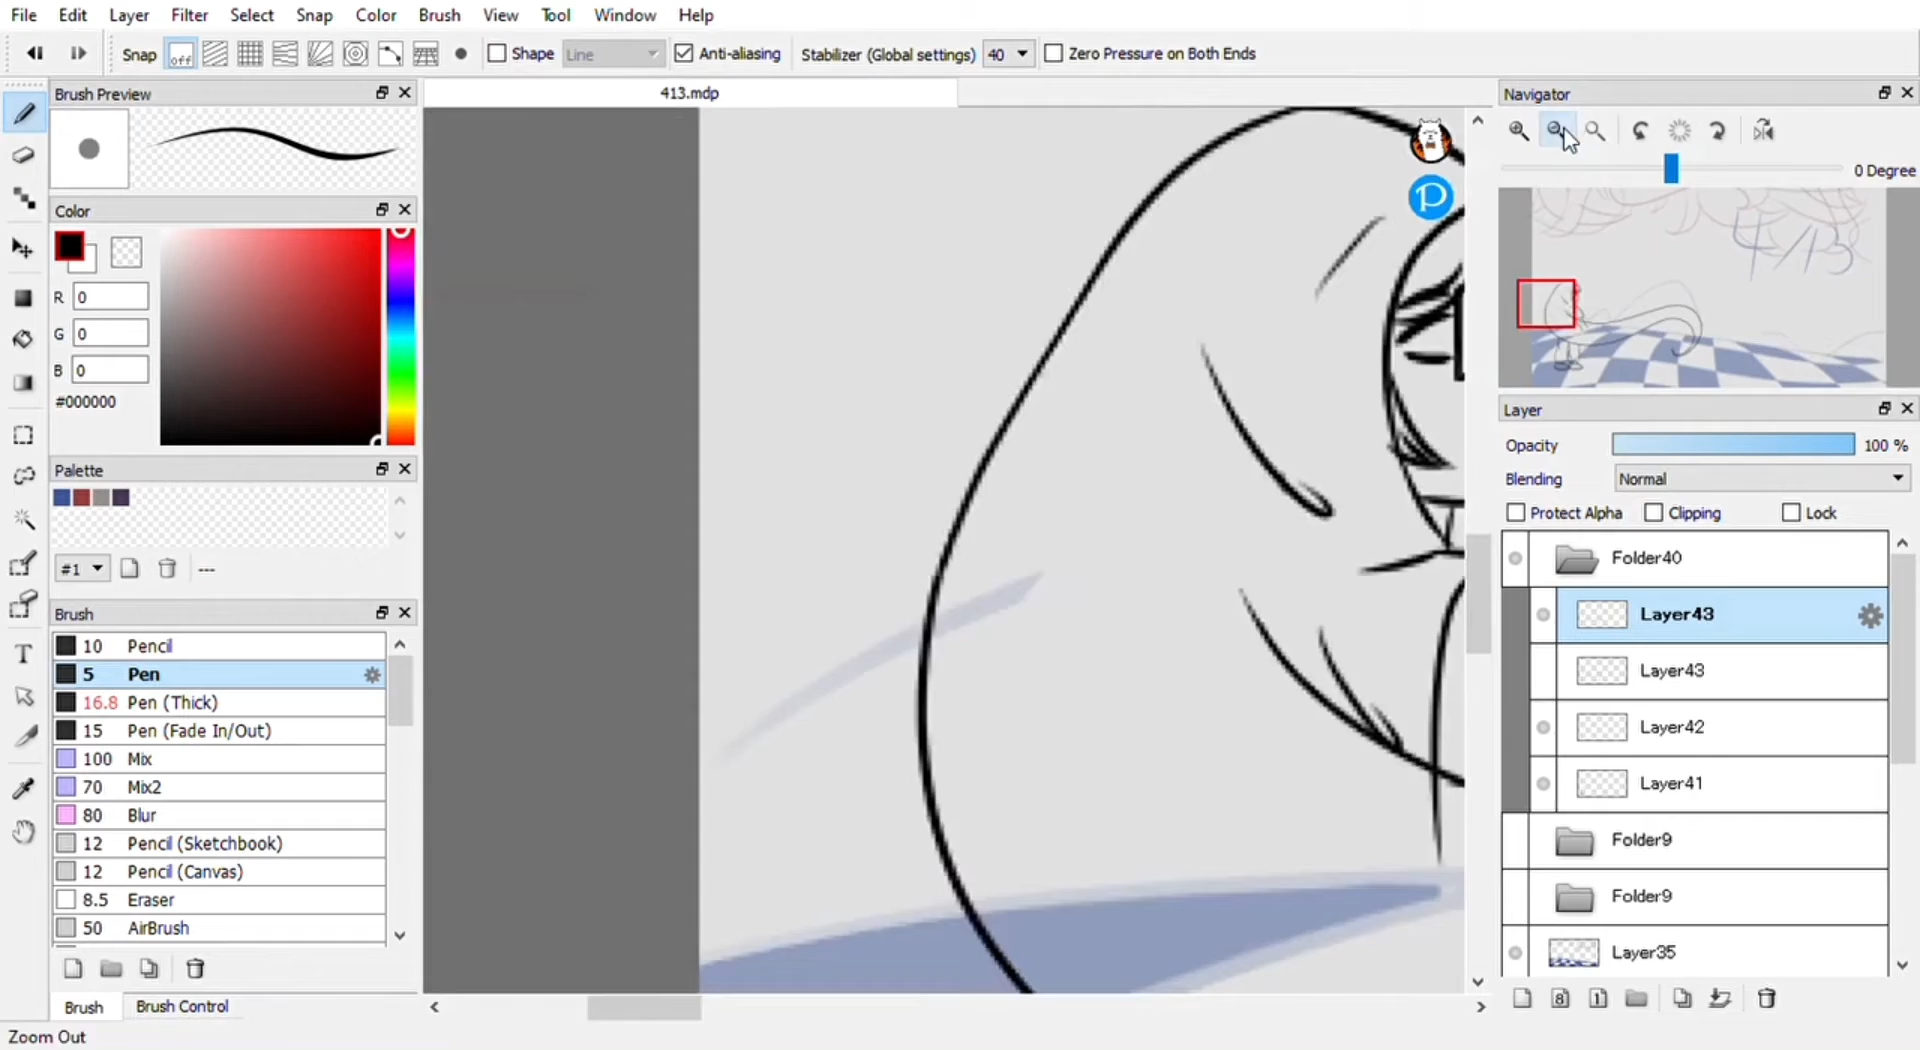 File Edit Layer Filter Select Snap Color Brush View Tool Window Help
Snap off Shape Line Anti-aliasing Stabilizer (Global settings) 40 Zero Pressure on Both Ends
Brush Preview
413.mdp
Navigator
0 Degree
413
Color
R 0
G 0
B 0
#000000
Palette
#1 ---
Brush
10 Pencil
5 Pen
16.8 Pen (Thick)
15 Pen (Fade In/Out)
100 Mix
70 Mix2
80 Blur
12 Pencil (Sketchbook)
12 Pencil (Canvas)
8.5 Eraser
50 AirBrush
Brush Brush Control
Zoom Out
P
Layer
Opacity 100 %
Blending Normal
Protect Alpha Clipping Lock
Folder40
Layer43
Layer43
Layer42
Layer41
Folder9
Folder9
Layer35
8 1